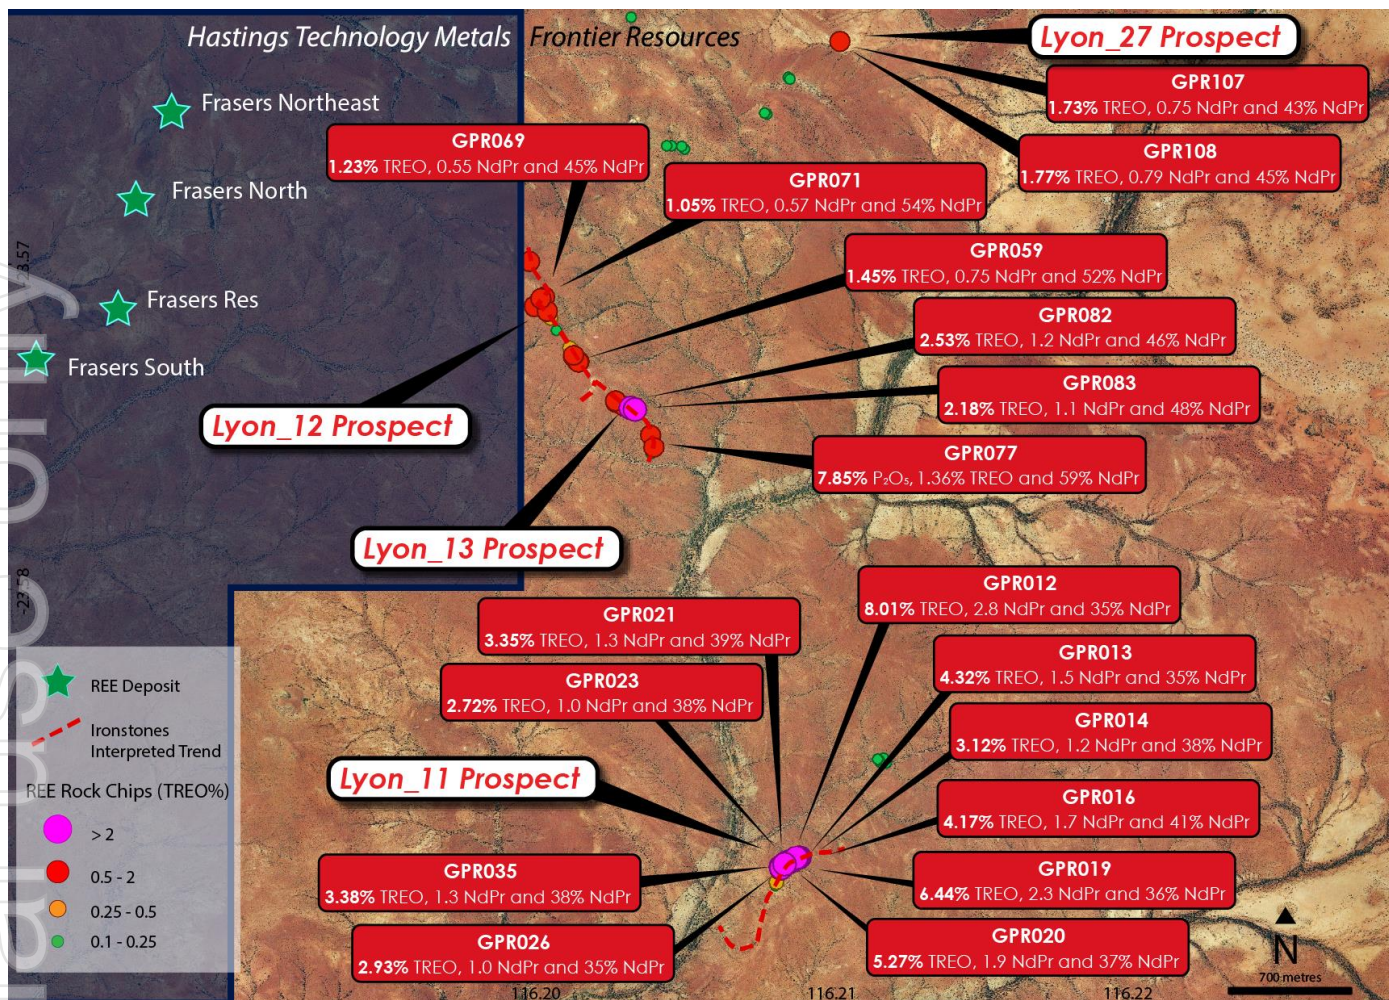 Hastings Technology Metals
Frontier Resources
Lyon_27 Prospect
GPR107
1.73% TREO, 0.75 NdPr and 43% NdPr
GPR108
1.77% TREO, 0.79 NdPr and 45% NdPr
Frasers Northeast
GPR069
1.23% TREO, 0.55 NdPr and 45% NdPr
GPR071
1.05% TREO, 0.57 NdPr and 54% NdPr
Frasers North
GPR059
1.45% TREO, 0.75 NdPr and 52% NdPr
Frasers Res
GPR082
2.53% TREO, 1.2 NdPr and 46% NdPr
Frasers South
GPR083
2.18% TREO, 1.1 NdPr and 48% NdPr
Lyon_12 Prospect
GPR077
7.85% P₂O₅, 1.36% TREO and 59% NdPr
Lyon_13 Prospect
GPR012
8.01% TREO, 2.8 NdPr and 35% NdPr
GPR021
3.35% TREO, 1.3 NdPr and 39% NdPr
GPR013
4.32% TREO, 1.5 NdPr and 35% NdPr
GPR023
2.72% TREO, 1.0 NdPr and 38% NdPr
GPR014
3.12% TREO, 1.2 NdPr and 38% NdPr
Lyon_11 Prospect
GPR016
4.17% TREO, 1.7 NdPr and 41% NdPr
GPR035
3.38% TREO, 1.3 NdPr and 38% NdPr
GPR019
6.44% TREO, 2.3 NdPr and 36% NdPr
GPR026
2.93% TREO, 1.0 NdPr and 35% NdPr
GPR020
5.27% TREO, 1.9 NdPr and 37% NdPr
REE Deposit
Ironstones
Interpreted Trend
REE Rock Chips (TREO%)
> 2
0.5 - 2
0.25 - 0.5
0.1 - 0.25
N
700 metres
116.20
116.21
116.22